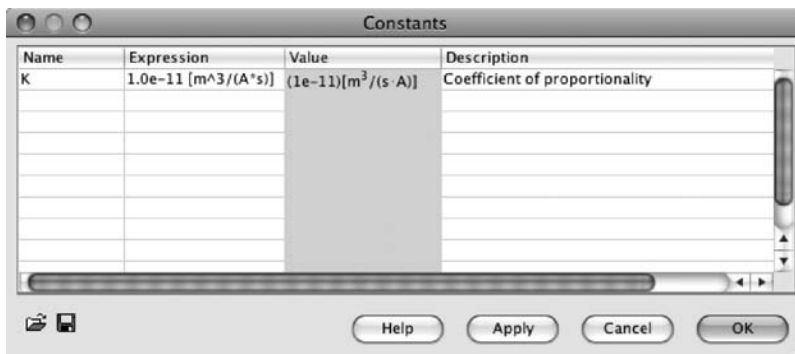 Constants
Name Expression Value Description
K 1.0e-11 [m^3/(A*s)] (1e-11)[m³/(s·A)] Coefficient of proportionality
Help Apply Cancel OK